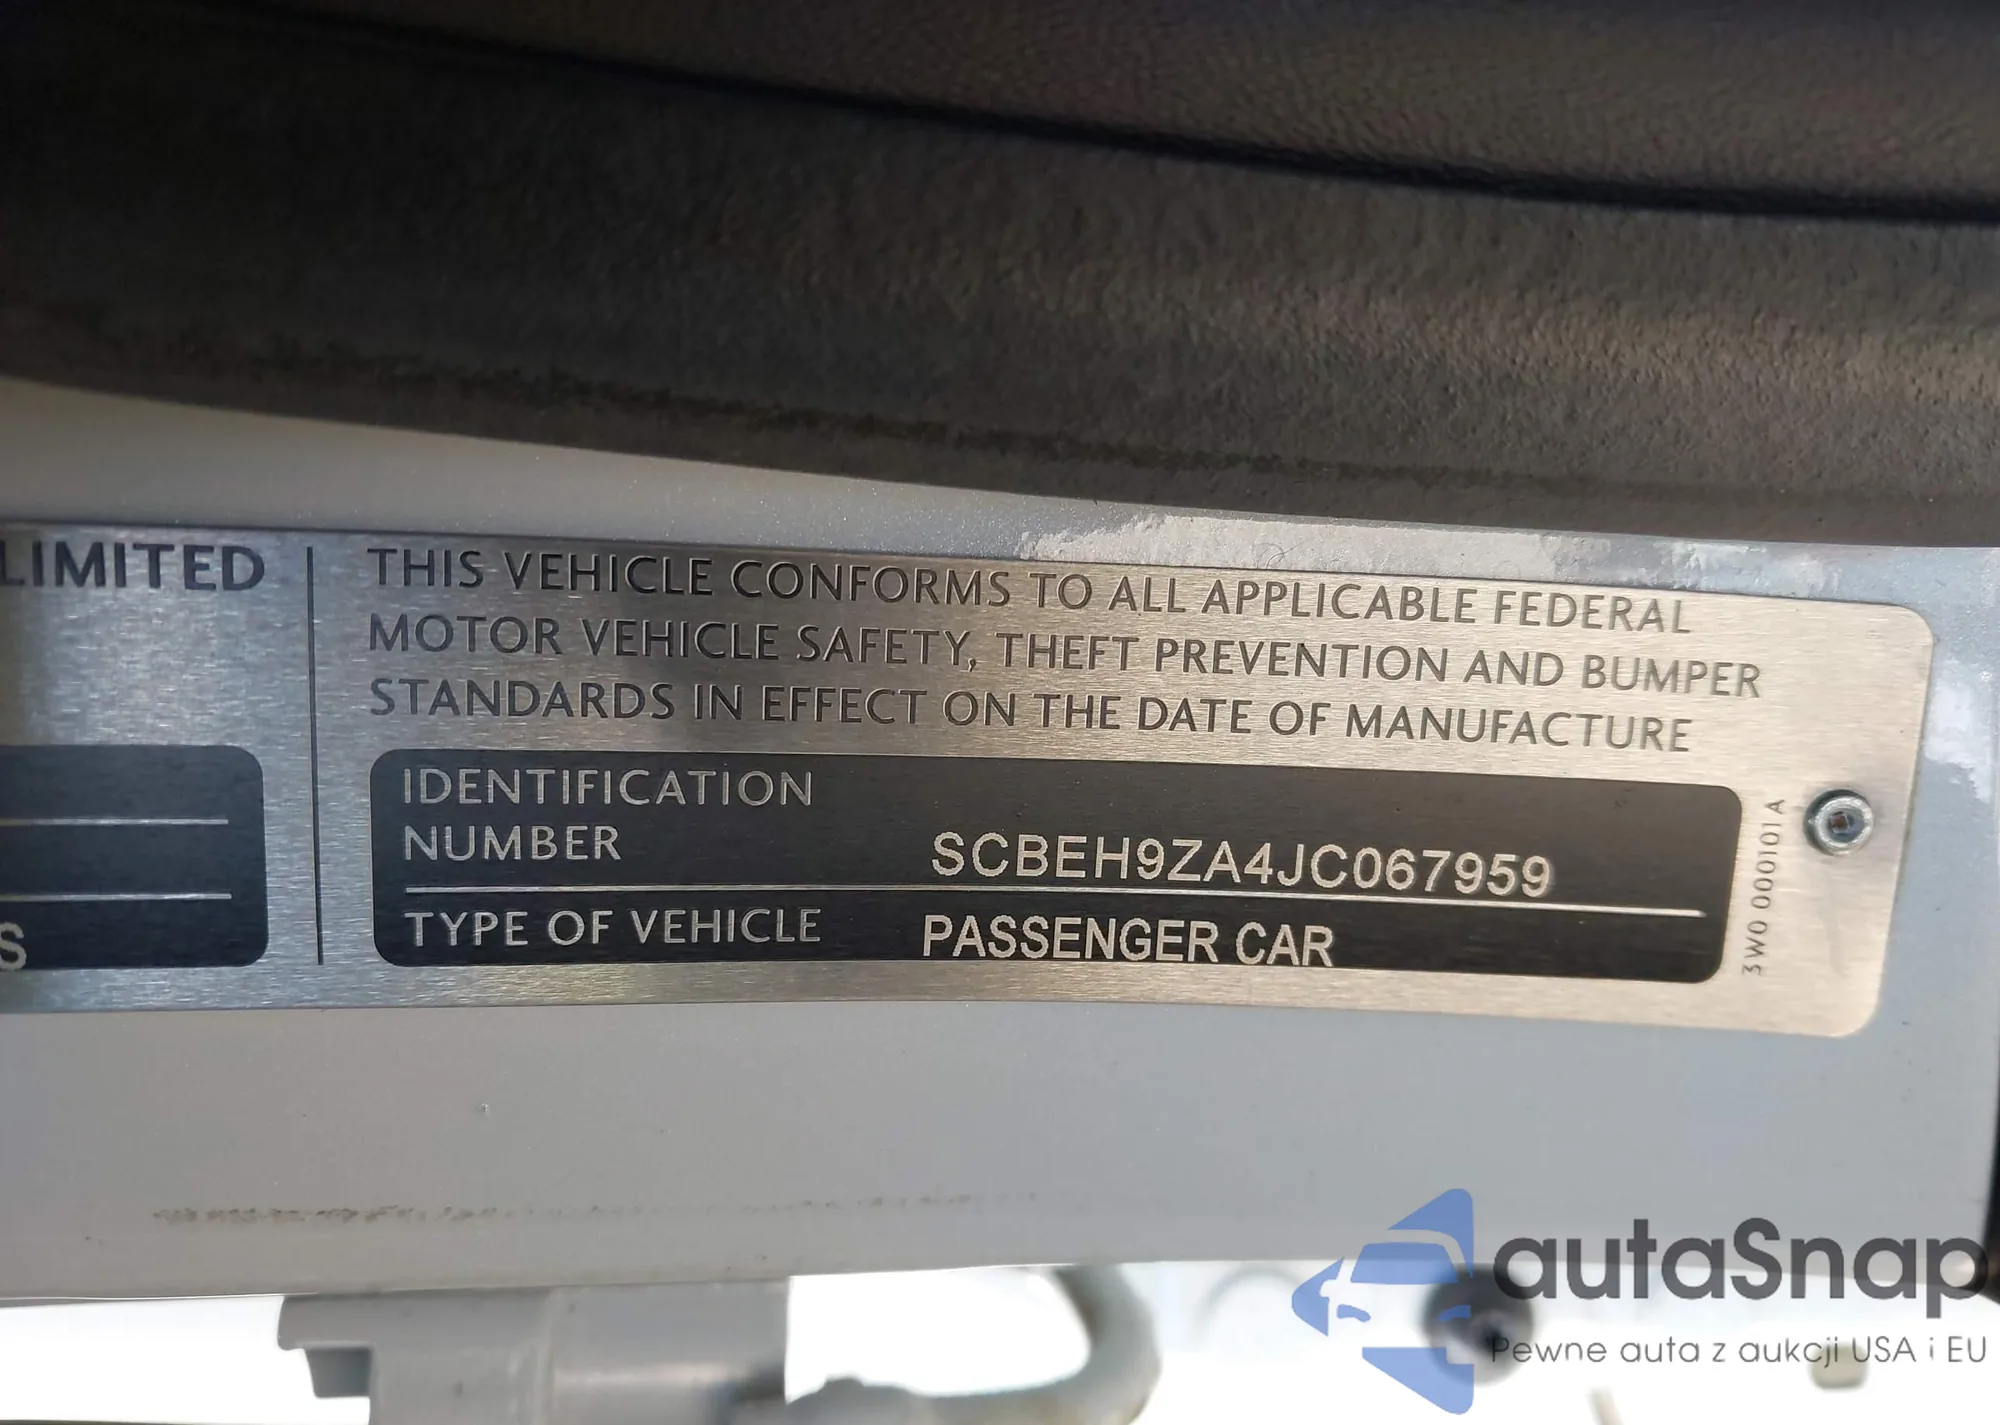 LIMITED
S
THIS VEHICLE CONFORMS TO ALL APPLICABLE FEDERAL
MOTOR VEHICLE SAFETY, THEFT PREVENTION AND BUMPER
STANDARDS IN EFFECT ON THE DATE OF MANUFACTURE
IDENTIFICATION
NUMBER SCBEH9ZA4JC067959
TYPE OF VEHICLE PASSENGER CAR
3W0 000101A
autaSnap
Pewne auta z aukcji USA i EU